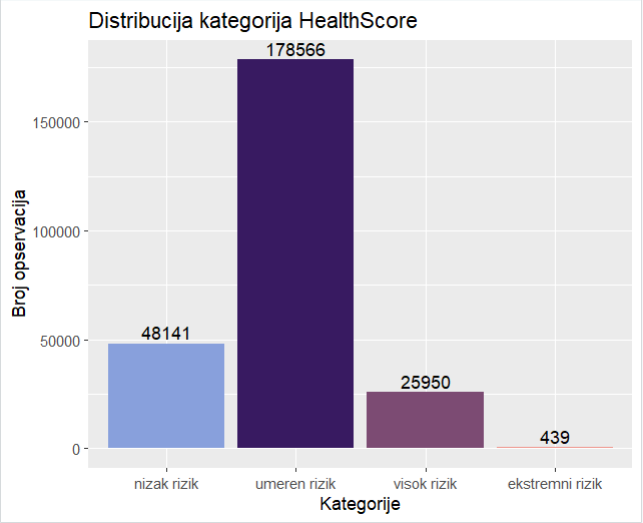 Distribucija kategorija HealthScore
178566
150000
100000
Broj opservacija
48141
50000
25950
439
0
nizak rizik umeren rizik visok rizik ekstremni rizik
Kategorije